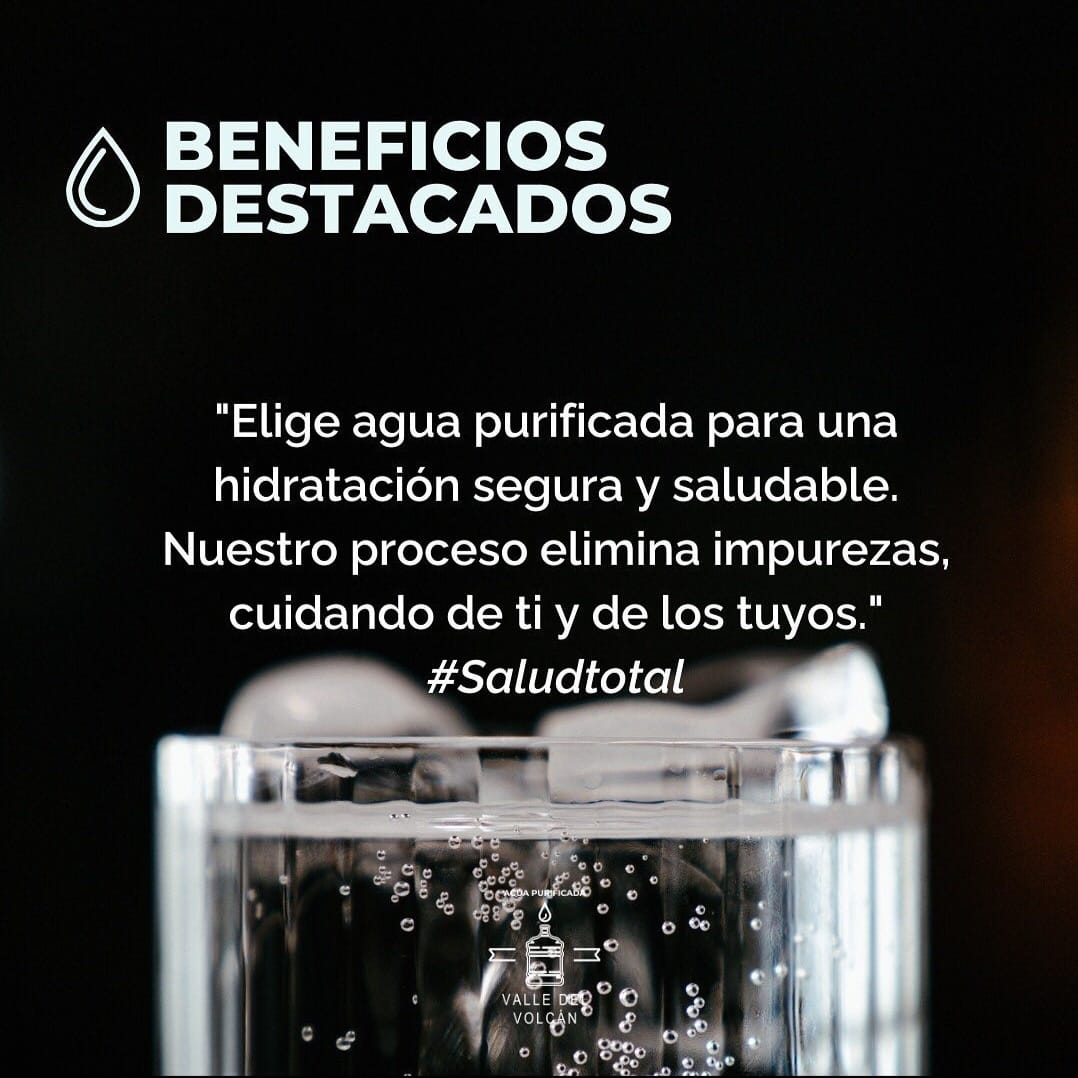 BENEFICIOS
DESTACADOS
"Elige agua purificada para una
hidratación segura y saludable.
Nuestro proceso elimina impurezas,
cuidando de ti y de los tuyos."
#Saludtotal
AGUA PURIFICADA
VALLE DEL
VOLCÁN